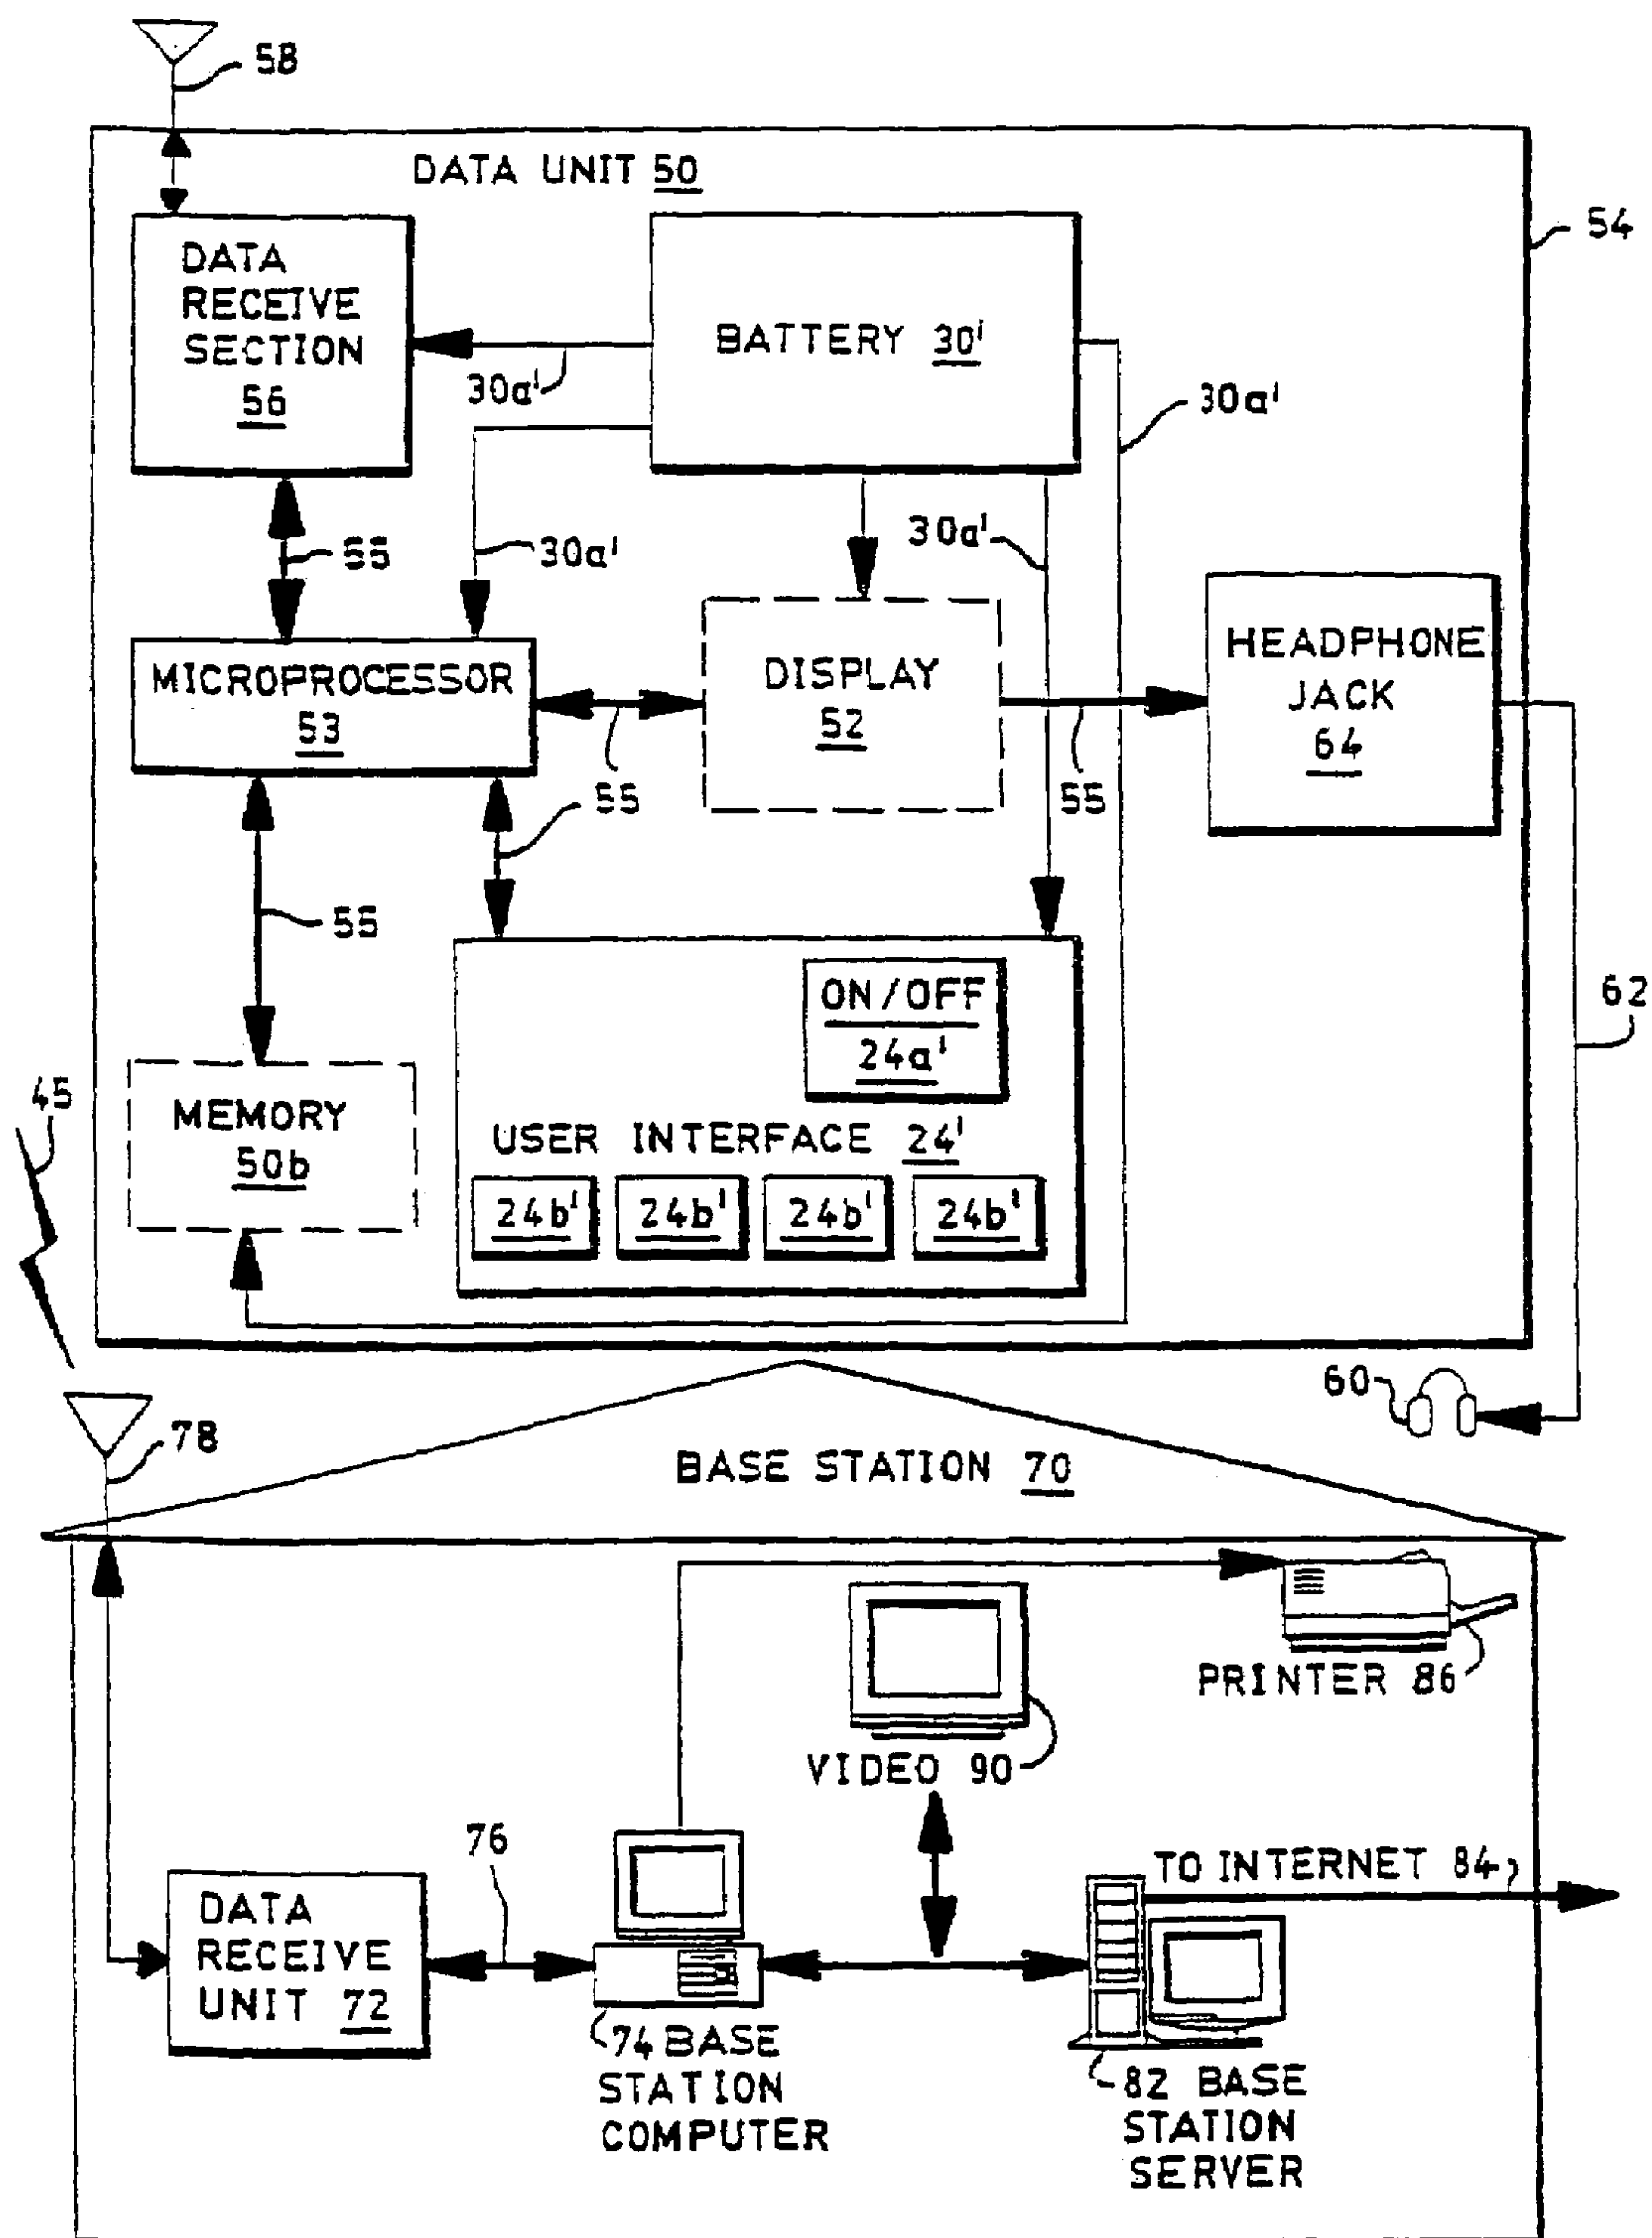 58
DATA UNIT 50
54
DATA
RECEIVE
SECTION
56
BATTERY 30'
30a'
30a'
30a'
30a'
55
MICROPROCESSOR
53
DISPLAY
52
HEADPHONE
JACK
64
55
55
55
55
ON/OFF
24a'
62
45
MEMORY
50b
USER INTERFACE 24'
24b' 24b' 24b' 24b'
60
78
BASE STATION 70
PRINTER 86
VIDEO 90
76
TO INTERNET 84
DATA
RECEIVE
UNIT 72
74 BASE
STATION
COMPUTER
82 BASE
STATION
SERVER